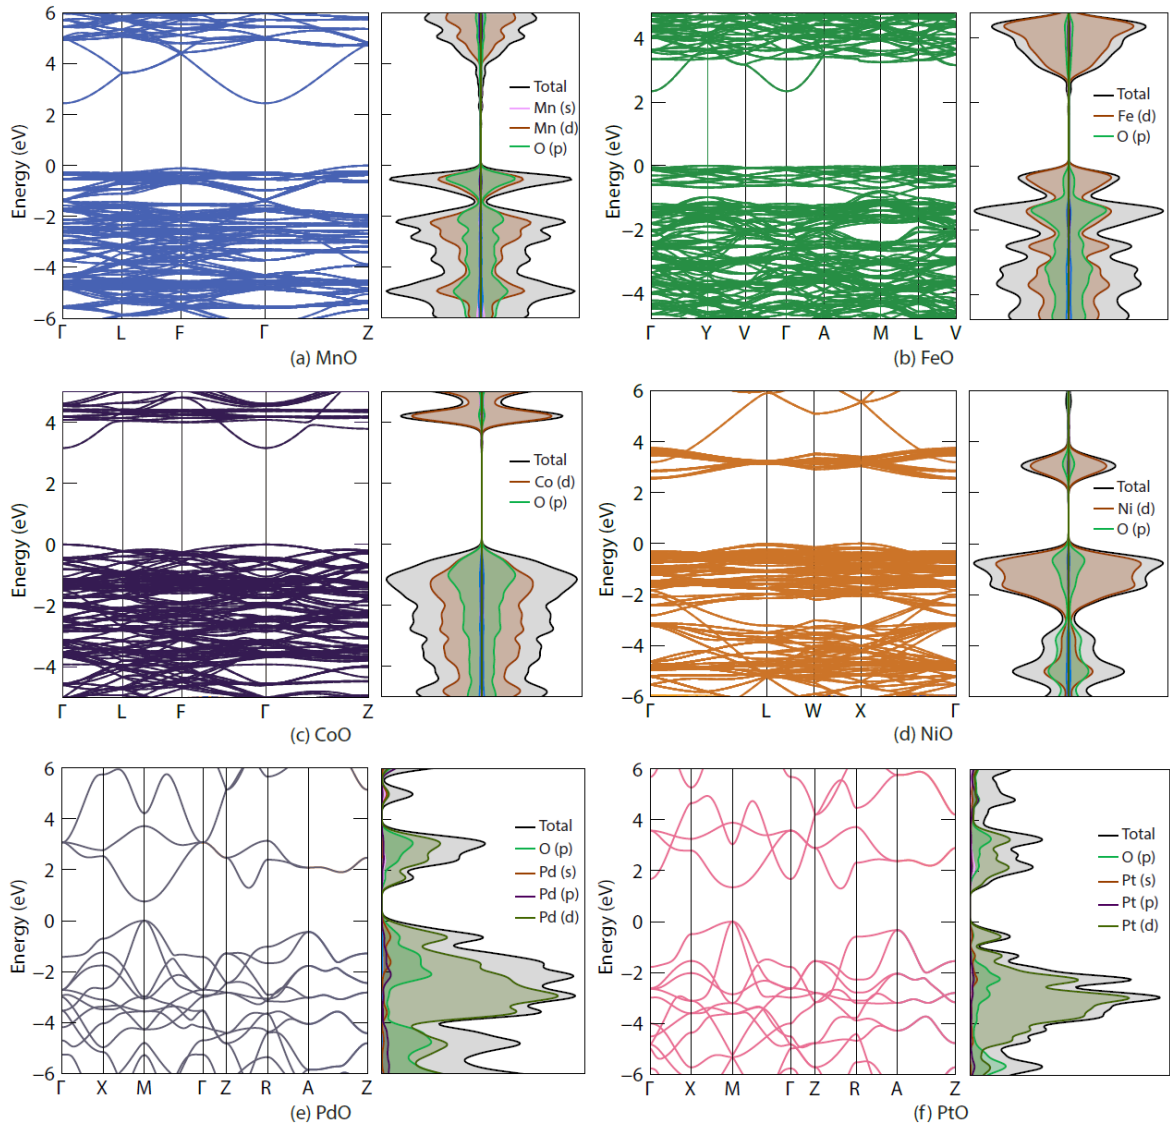 Energy (eV)
6
4
2
0
−2
−4
−6
Γ L F Γ Z
Total
Mn (s)
Mn (d)
O (p)
(a) MnO
Energy (eV)
4
2
0
−2
−4
Γ Y V Γ A M L V
Total
Fe (d)
O (p)
(b) FeO
Energy (eV)
4
2
0
−2
−4
Γ L F Γ Z
Total
Co (d)
O (p)
(c) CoO
Energy (eV)
6
4
2
0
−2
−4
−6
Γ L W X Γ
Total
Ni (d)
O (p)
(d) NiO
Energy (eV)
6
4
2
0
−2
−4
−6
Γ X M Γ Z R A Z
Total
O (p)
Pd (s)
Pd (p)
Pd (d)
(e) PdO
Energy (eV)
6
4
2
0
−2
−4
−6
Γ X M Γ Z R A Z
Total
O (p)
Pt (s)
Pt (p)
Pt (d)
(f) PtO